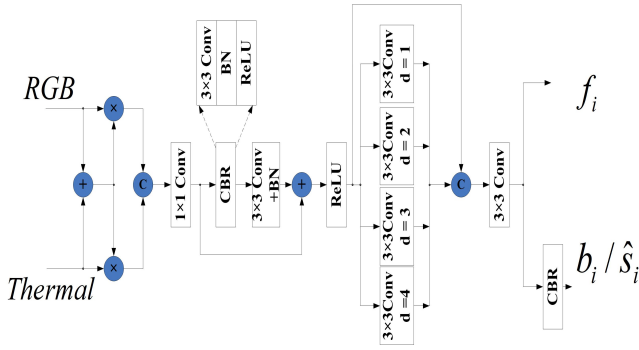 RGB
Thermal
+
×
×
C
1×1 Conv
3×3 Conv
BN
ReLU
CBR
3×3 Conv
+BN
+
ReLU
3×3Conv
d = 1
3×3Conv
d = 2
3×3Conv
d = 3
3×3Conv
d =4
C
3×3 Conv
f_i
CBR
b_i / ŝ_i